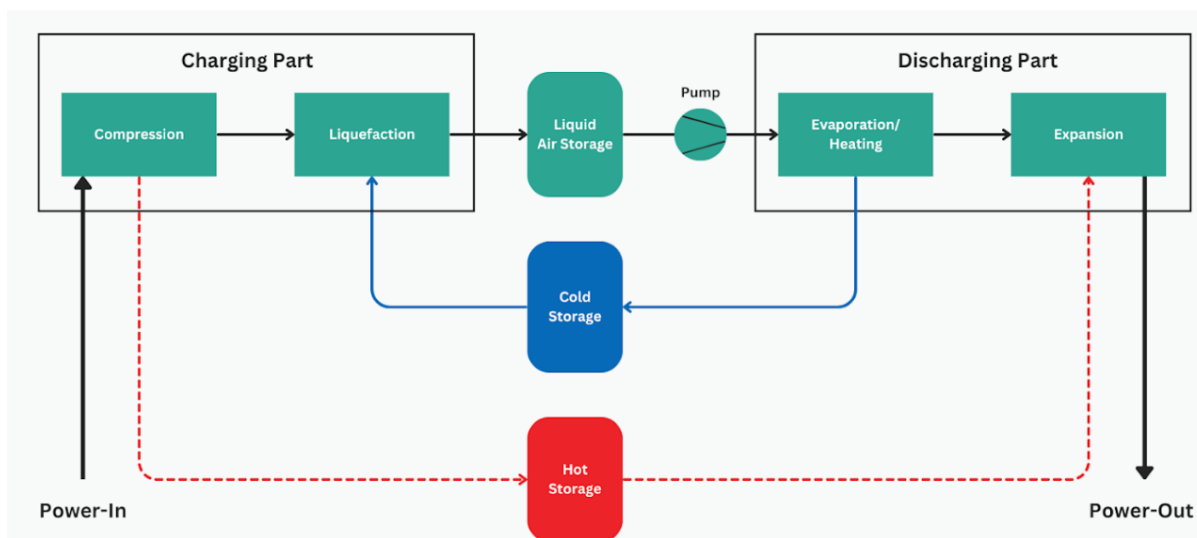 Charging Part
Discharging Part
Compression
Liquefaction
Liquid
Air Storage
Pump
Evaporation/
Heating
Expansion
Cold
Storage
Hot
Storage
Power-In
Power-Out